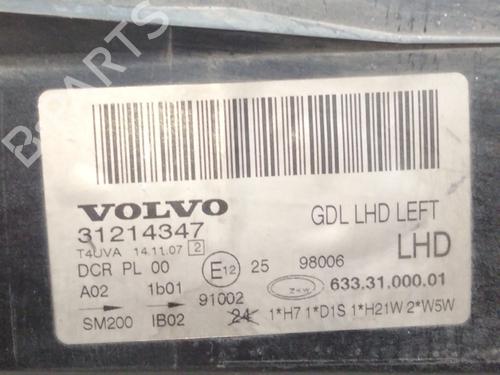 B-PARTS
VOLVO
31214347
GDL LHD LEFT
T4UVA 14.11.07 2
LHD
DCR PL 00
E12 25 98006
A02 1b01
91002
ZKW 633.31.000.01
SM200 IB02
24 1*H7 1*D1S 1*H21W 2*W5W